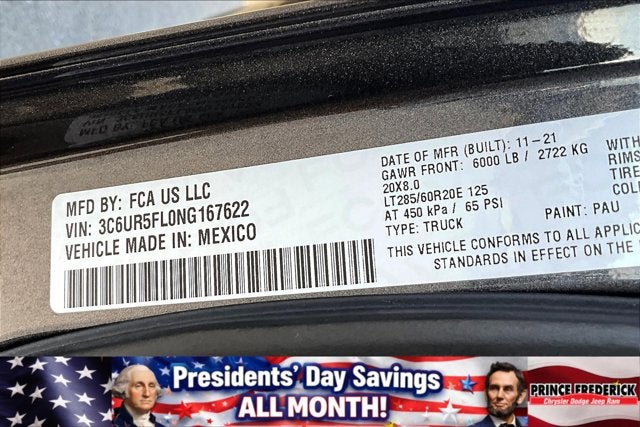 MFD BY: FCA US LLC
VIN: 3C6UR5FL0NG167622
VEHICLE MADE IN: MEXICO
DATE OF MFR (BUILT): 11-21
GAWR FRONT: 6000 LB / 2722 KG
20X8.0
LT285/60R20E 125
AT 450 kPa / 65 PSI
TYPE: TRUCK
PAINT: PAU
THIS VEHICLE CONFORMS TO ALL APPLIC
STANDARDS IN EFFECT ON THE
WITH
RIMS
TIRE
COLD
Presidents' Day Savings
ALL MONTH!
PRINCE FREDERICK
Chrysler Dodge Jeep Ram